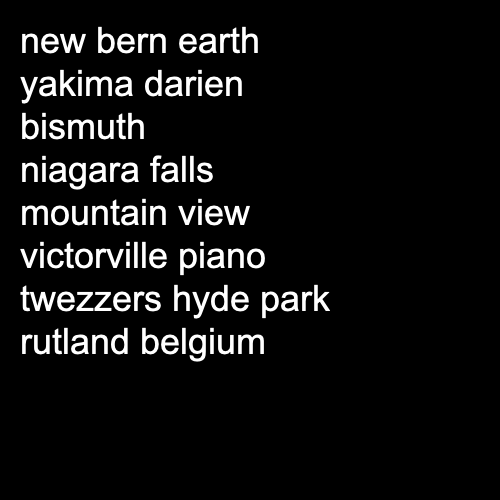 new bern earth
yakima darien
bismuth
niagara falls
mountain view
victorville piano
twezzers hyde park
rutland belgium